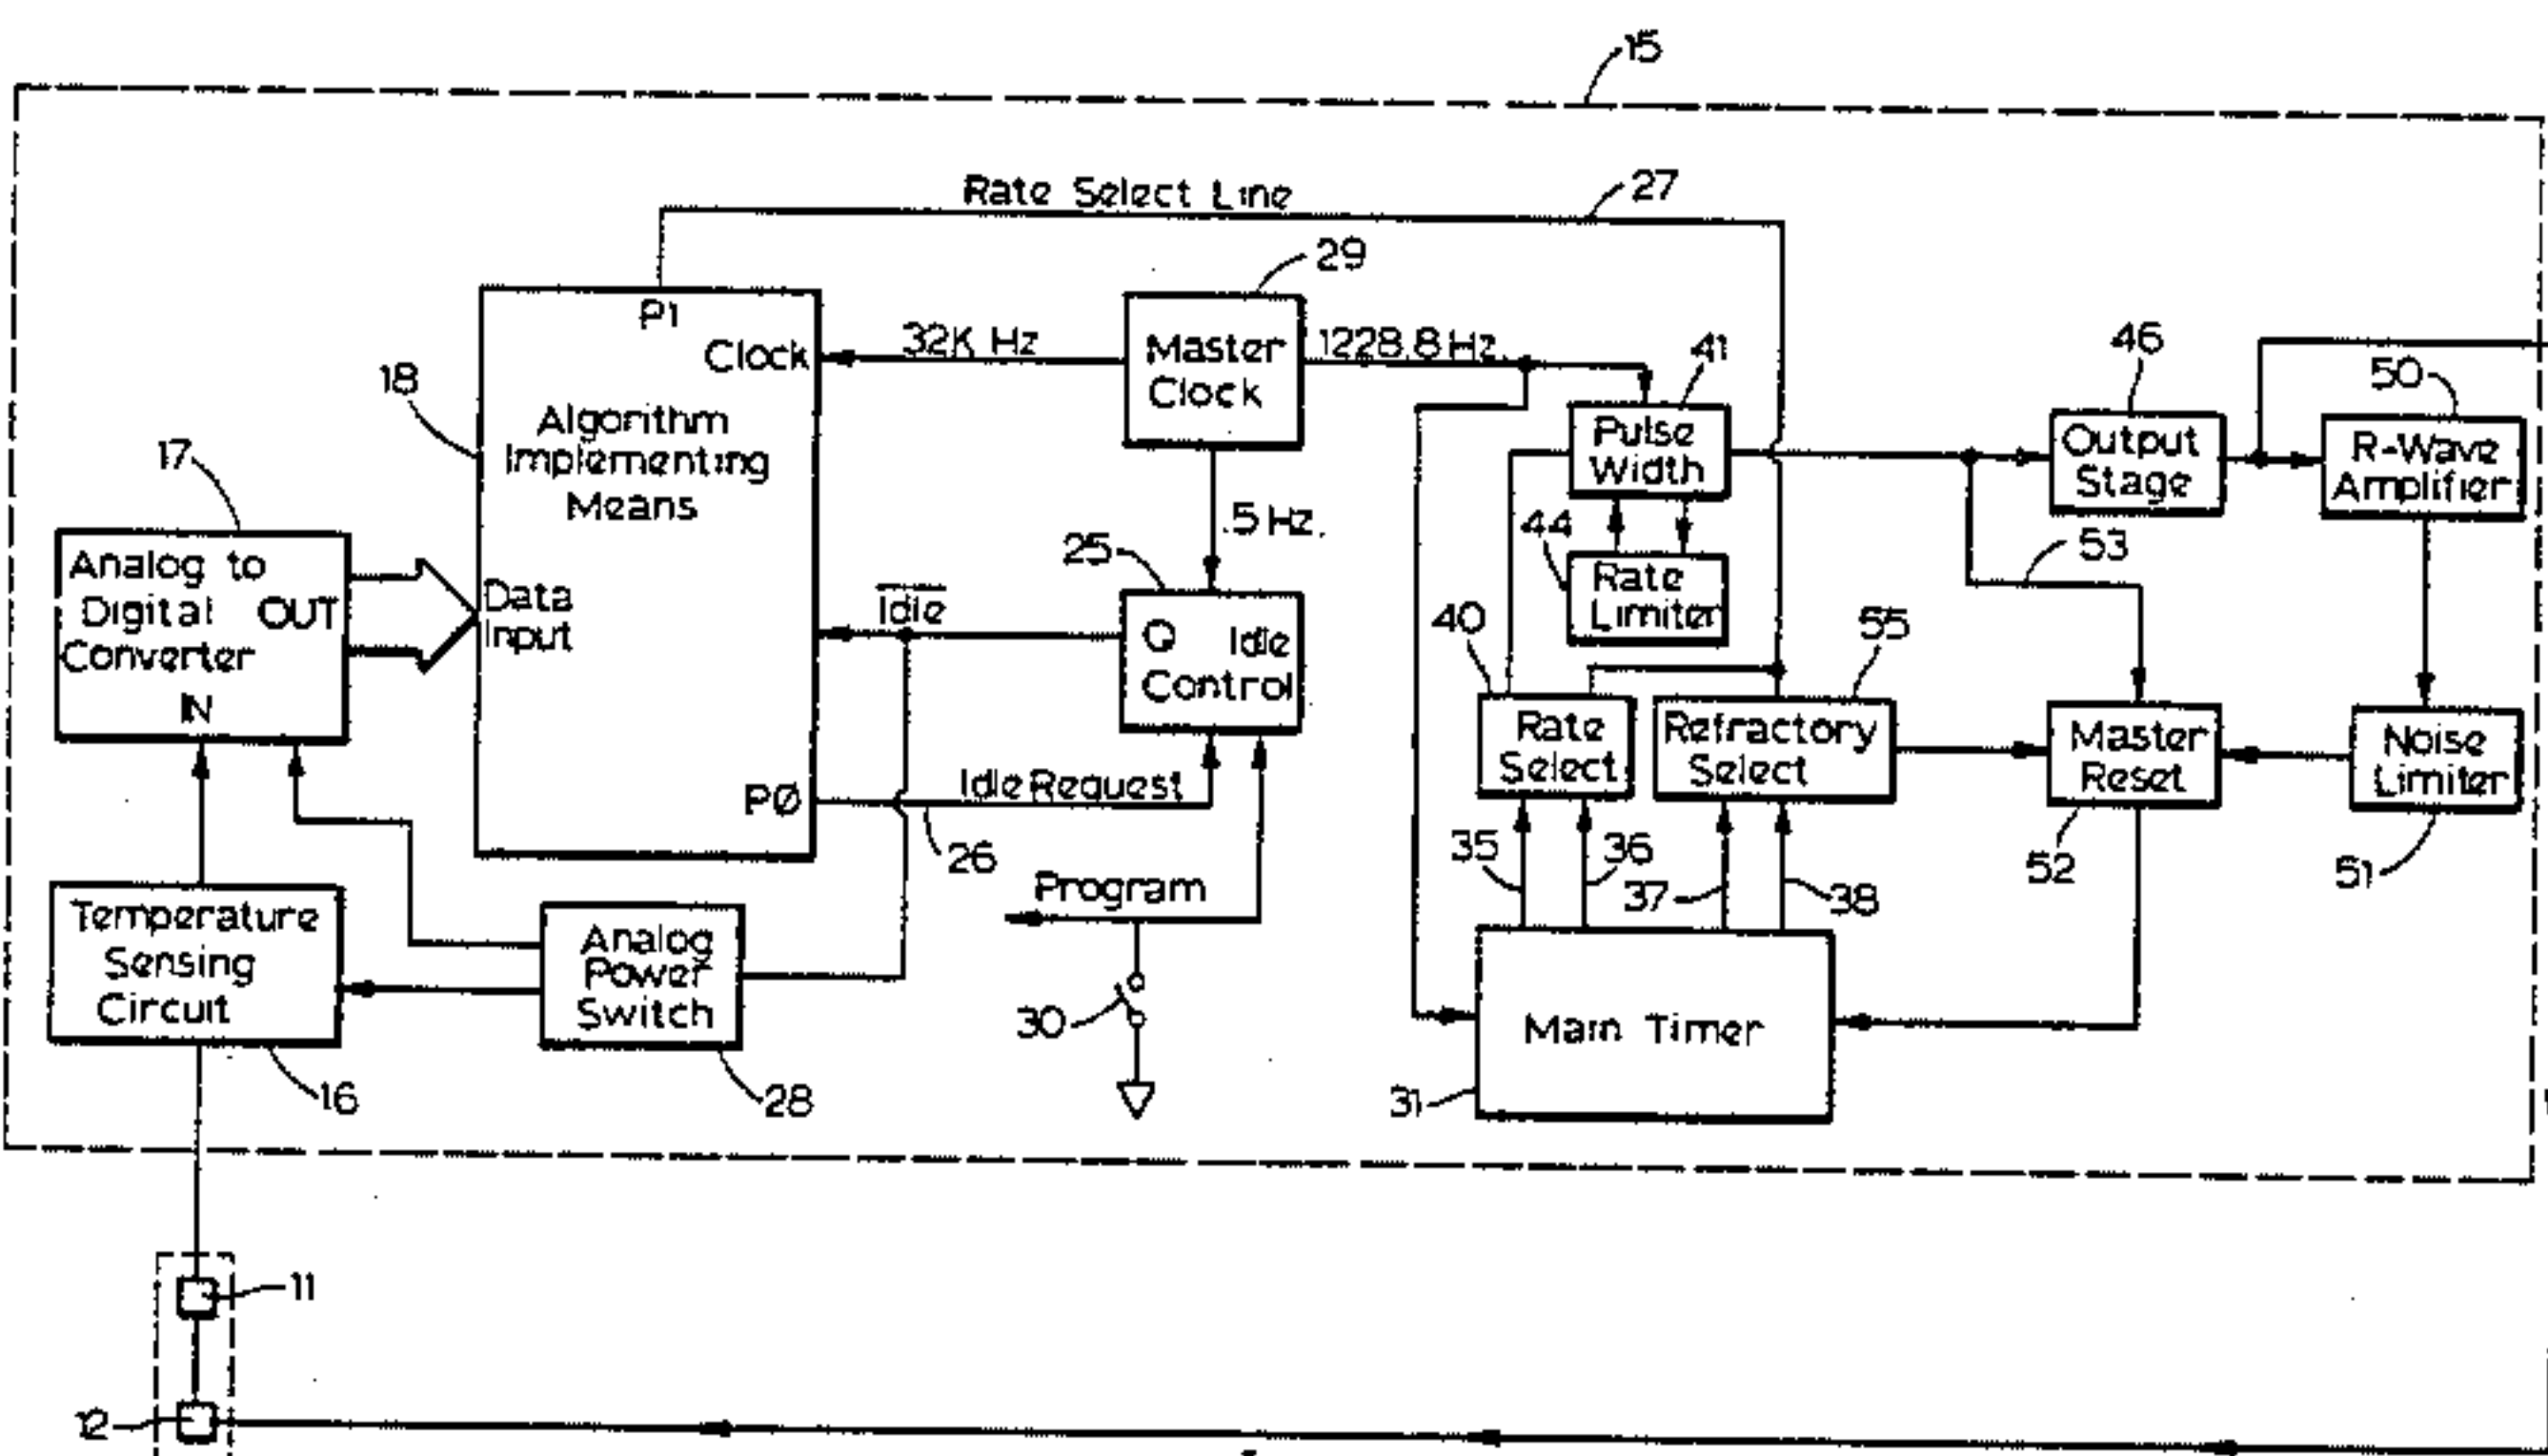 15
Rate Select Line
27
29
P1
Clock
32K Hz
Master
Clock
1228.8 Hz.
41
46
50
18
Algorithm
Implementing
Means
Pulse
Width
Output
Stage
R-Wave
Amplifier
17
.5 Hz.
44
53
25
Analog to
Digital OUT
Converter
IN
Data
Input
Idle
Q Idle
Control
Rate
Limiter
40
55
Rate
Select
Refractory
Select
Master
Reset
Noise
Limiter
PØ
Idle Request
26
35
36
37
38
52
51
Program
Temperature
Sensing
Circuit
Analog
Power
Switch
30
Main Timer
16
28
31
11
12